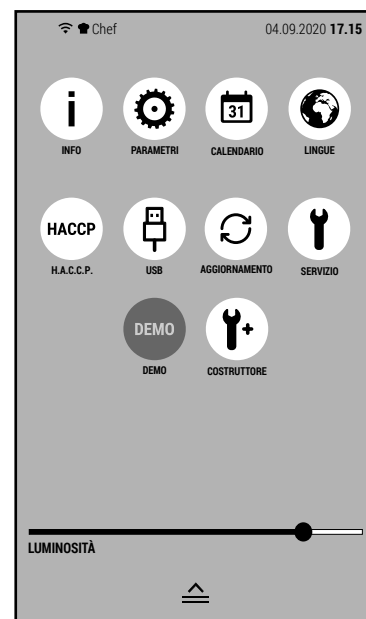 Chef 04.09.2020 17.15
i 31
INFO PARAMETRI CALENDARIO LINGUE
HACCP
H.A.C.C.P. USB AGGIORNAMENTO SERVIZIO
DEMO
DEMO COSTRUTTORE
LUMINOSITÀ